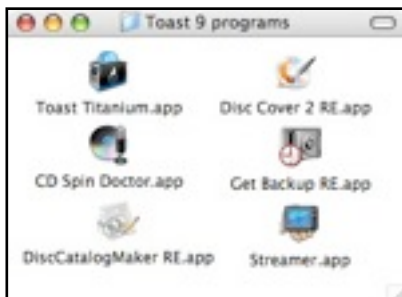 Toast 9 programs
Toast Titanium.app Disc Cover 2 RE.app
CD Spin Doctor.app Get Backup RE.app
DiscCatalogMaker RE.app Streamer.app